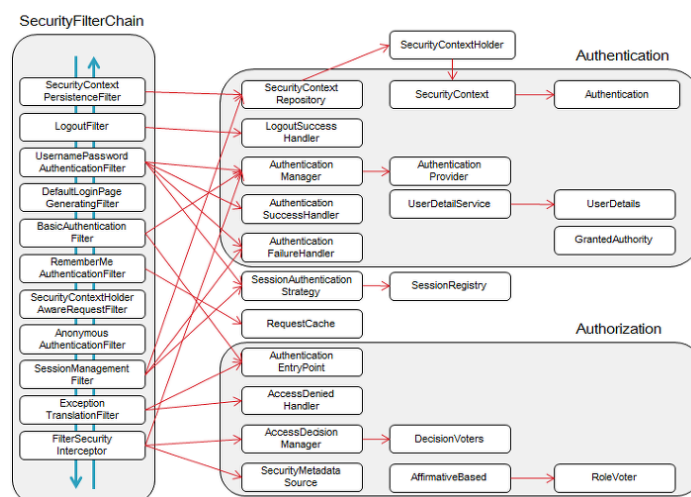 SecurityFilterChain
SecurityContext
PersistenceFilter
LogoutFilter
UsernamePassword
AuthenticationFilter
DefaultLoginPage
GeneratingFilter
BasicAuthentication
Filter
RememberMe
AuthenticationFilter
SecurityContextHolder
AwareRequestFilter
Anonymous
AuthenticationFilter
SessionManagement
Filter
Exception
TranslationFilter
FilterSecurity
Interceptor
SecurityContextHolder
Authentication
SecurityContext
Repository
SecurityContext
Authentication
LogoutSuccess
Handler
Authentication
Manager
Authentication
Provider
Authentication
SuccessHandler
UserDetailService
UserDetails
Authentication
FailureHandler
GrantedAuthority
SessionAuthentication
Strategy
SessionRegistry
RequestCache
Authorization
Authentication
EntryPoint
AccessDenied
Handler
AccessDecision
Manager
DecisionVoters
SecurityMetadata
Source
AffirmativeBased
RoleVoter